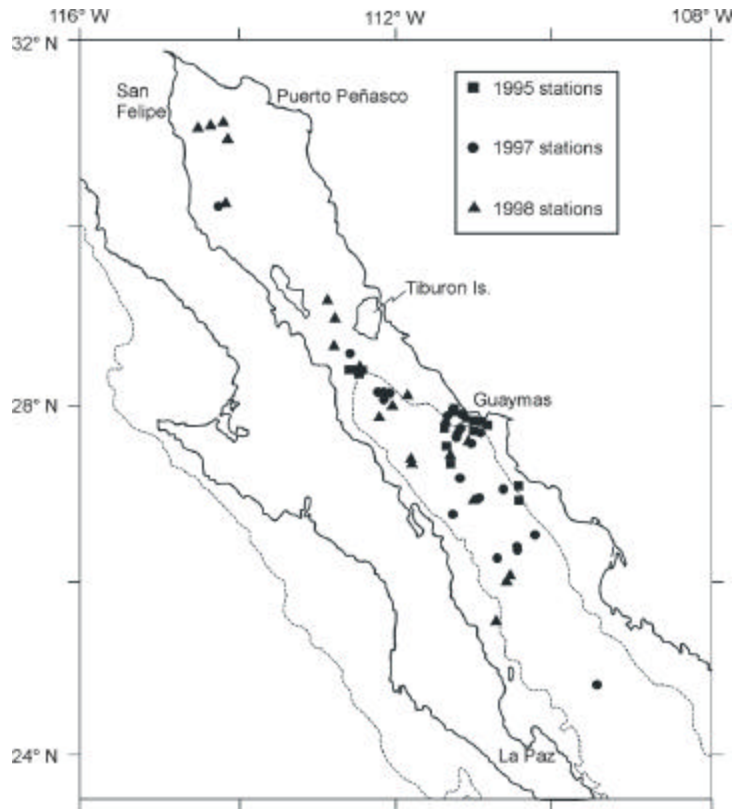 116° W
112° W
108° W
32° N
San
Felipe
Puerto Peñasco
1995 stations
1997 stations
1998 stations
Tiburon Is.
28° N
Guaymas
24° N
La Paz